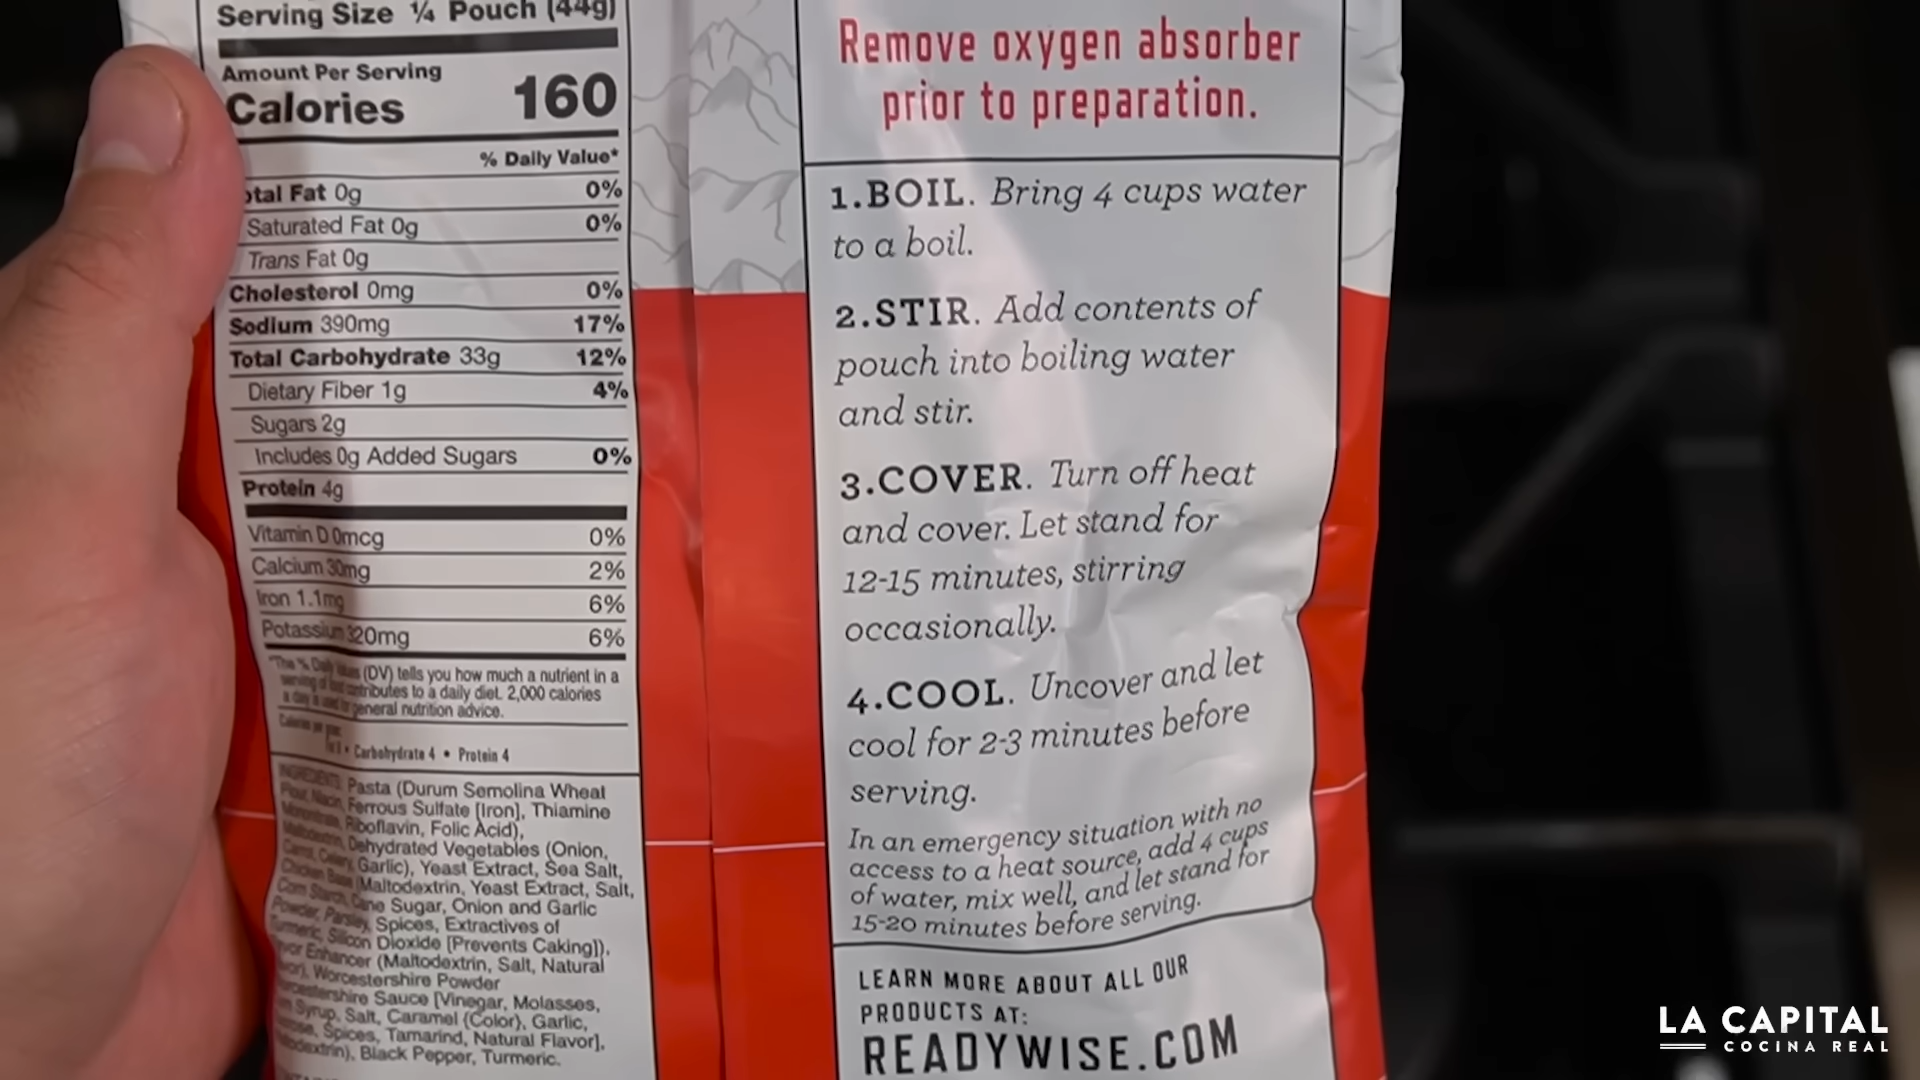 Serving Size ¼ Pouch (44g)
Amount Per Serving
Calories 160
% Daily Value*
otal Fat 0g 0%
Saturated Fat 0g 0%
Trans Fat 0g
Cholesterol 0mg 0%
Sodium 390mg 17%
Total Carbohydrate 33g 12%
Dietary Fiber 1g 4%
Sugars 2g
Includes 0g Added Sugars 0%
Protein 4g
Vitamin D 0mcg 0%
Calcium 30mg 2%
Iron 1.1mg 6%
Potassium 320mg 6%
*The % Daily Values (DV) tells you how much a nutrient in a
serving of food contributes to a daily diet. 2,000 calories
a day is used for general nutrition advice.
Calories per gram:
Carbohydrate 4 • Protein 4
INGREDIENTS: Pasta (Durum Semolina Wheat
Flour, Niacin, Ferrous Sulfate [Iron], Thiamine
Mononitrate, Riboflavin, Folic Acid),
Maltodextrin, Dehydrated Vegetables (Onion,
Carrot, Celery, Garlic), Yeast Extract, Sea Salt,
Chicken Base (Maltodextrin, Yeast Extract, Salt,
Corn Starch, Cane Sugar, Onion and Garlic
Powder, Parsley, Spices, Extractives of
Turmeric, Silicon Dioxide [Prevents Caking]),
vor Enhancer (Maltodextrin, Salt, Natural
vor), Worcestershire Powder
rcestershire Sauce [Vinegar, Molasses,
Syrup, Salt, Caramel (Color), Garlic,
Spices, Tamarind, Natural Flavor],
odextrin), Black Pepper, Turmeric.
Remove oxygen absorber
prior to preparation.
1.BOIL. Bring 4 cups water
to a boil.
2.STIR. Add contents of
pouch into boiling water
and stir.
3.COVER. Turn off heat
and cover. Let stand for
12-15 minutes, stirring
occasionally.
4.COOL. Uncover and let
cool for 2-3 minutes before
serving.
In an emergency situation with no
access to a heat source, add 4 cups
of water, mix well, and let stand for
15-20 minutes before serving.
LEARN MORE ABOUT ALL OUR
PRODUCTS AT:
READYWISE.COM
LA CAPITAL
COCINA REAL